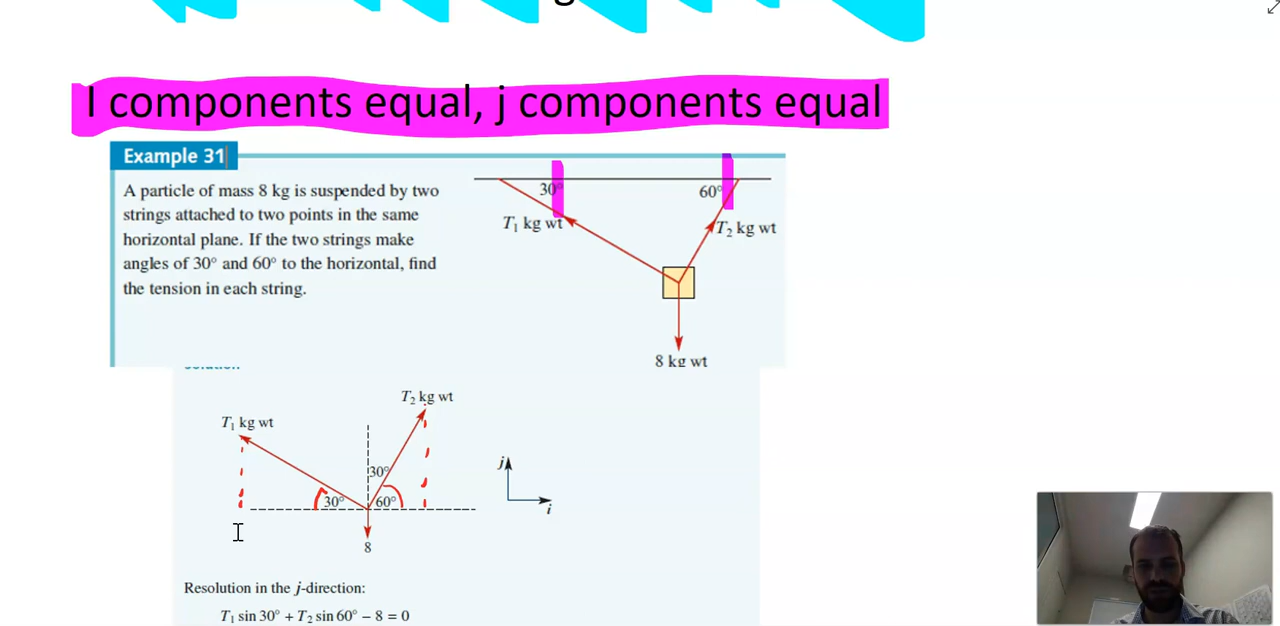 I components equal, j components equal
Example 31
A particle of mass 8 kg is suspended by two
strings attached to two points in the same
horizontal plane. If the two strings make
angles of 30° and 60° to the horizontal, find
the tension in each string.
30°
60°
T₁ kg wt
T₂ kg wt
8 kg wt
T₂ kg wt
T₁ kg wt
30°
30°
60°
8
j
i
Resolution in the j-direction:
T₁ sin 30° + T₂ sin 60° − 8 = 0